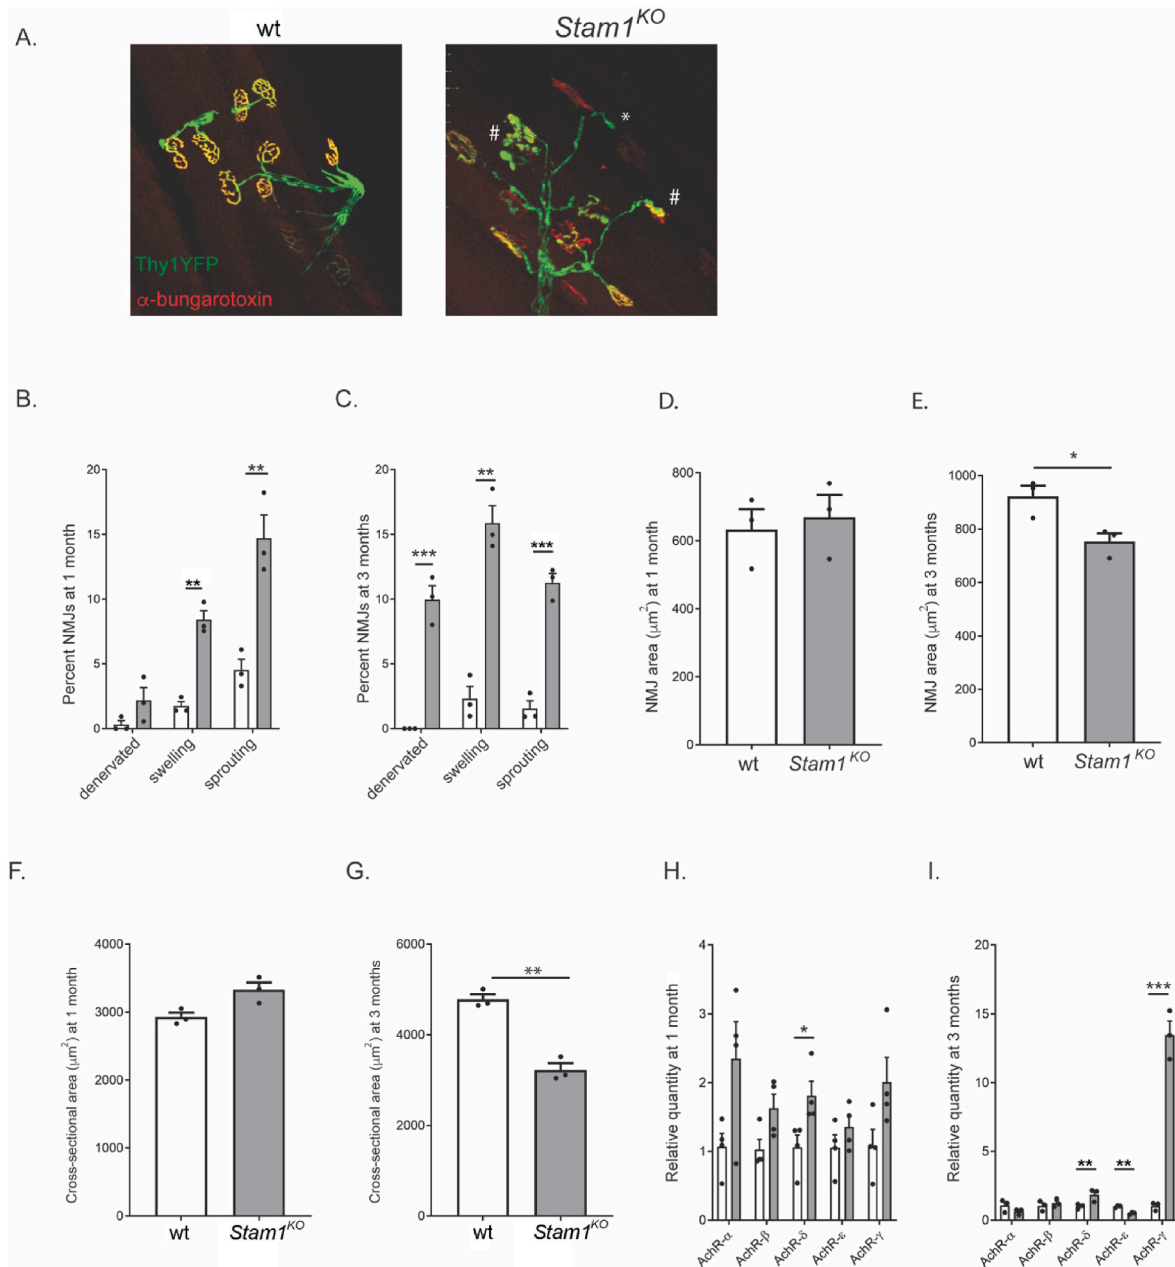 A.
wt
Stam1KO
#
*
#
Thy1YFP
α-bungarotoxin
B.
C.
D.
E.
Percent NMJs at 1 month
20
15
10
5
0
**
**
denervated
swelling
sprouting
Percent NMJs at 3 months
20
15
10
5
0
***
**
***
denervated
swelling
sprouting
NMJ area (μm2) at 1 month
800
600
400
200
0
wt
Stam1KO
NMJ area (μm2) at 3 months
1000
800
600
400
200
0
*
wt
Stam1KO
F.
G.
H.
I.
Cross-sectional area (μm2) at 1 month
4000
3000
2000
1000
0
wt
Stam1KO
Cross-sectional area (μm2) at 3 months
6000
4000
2000
0
**
wt
Stam1KO
Relative quantity at 1 month
4
3
2
1
0
*
AchR-α
AchR-β
AchR-δ
AchR-ε
AchR-γ
Relative quantity at 3 months
20
15
10
5
0
**
**
***
AchR-α
AchR-β
AchR-δ
AchR-ε
AchR-γ